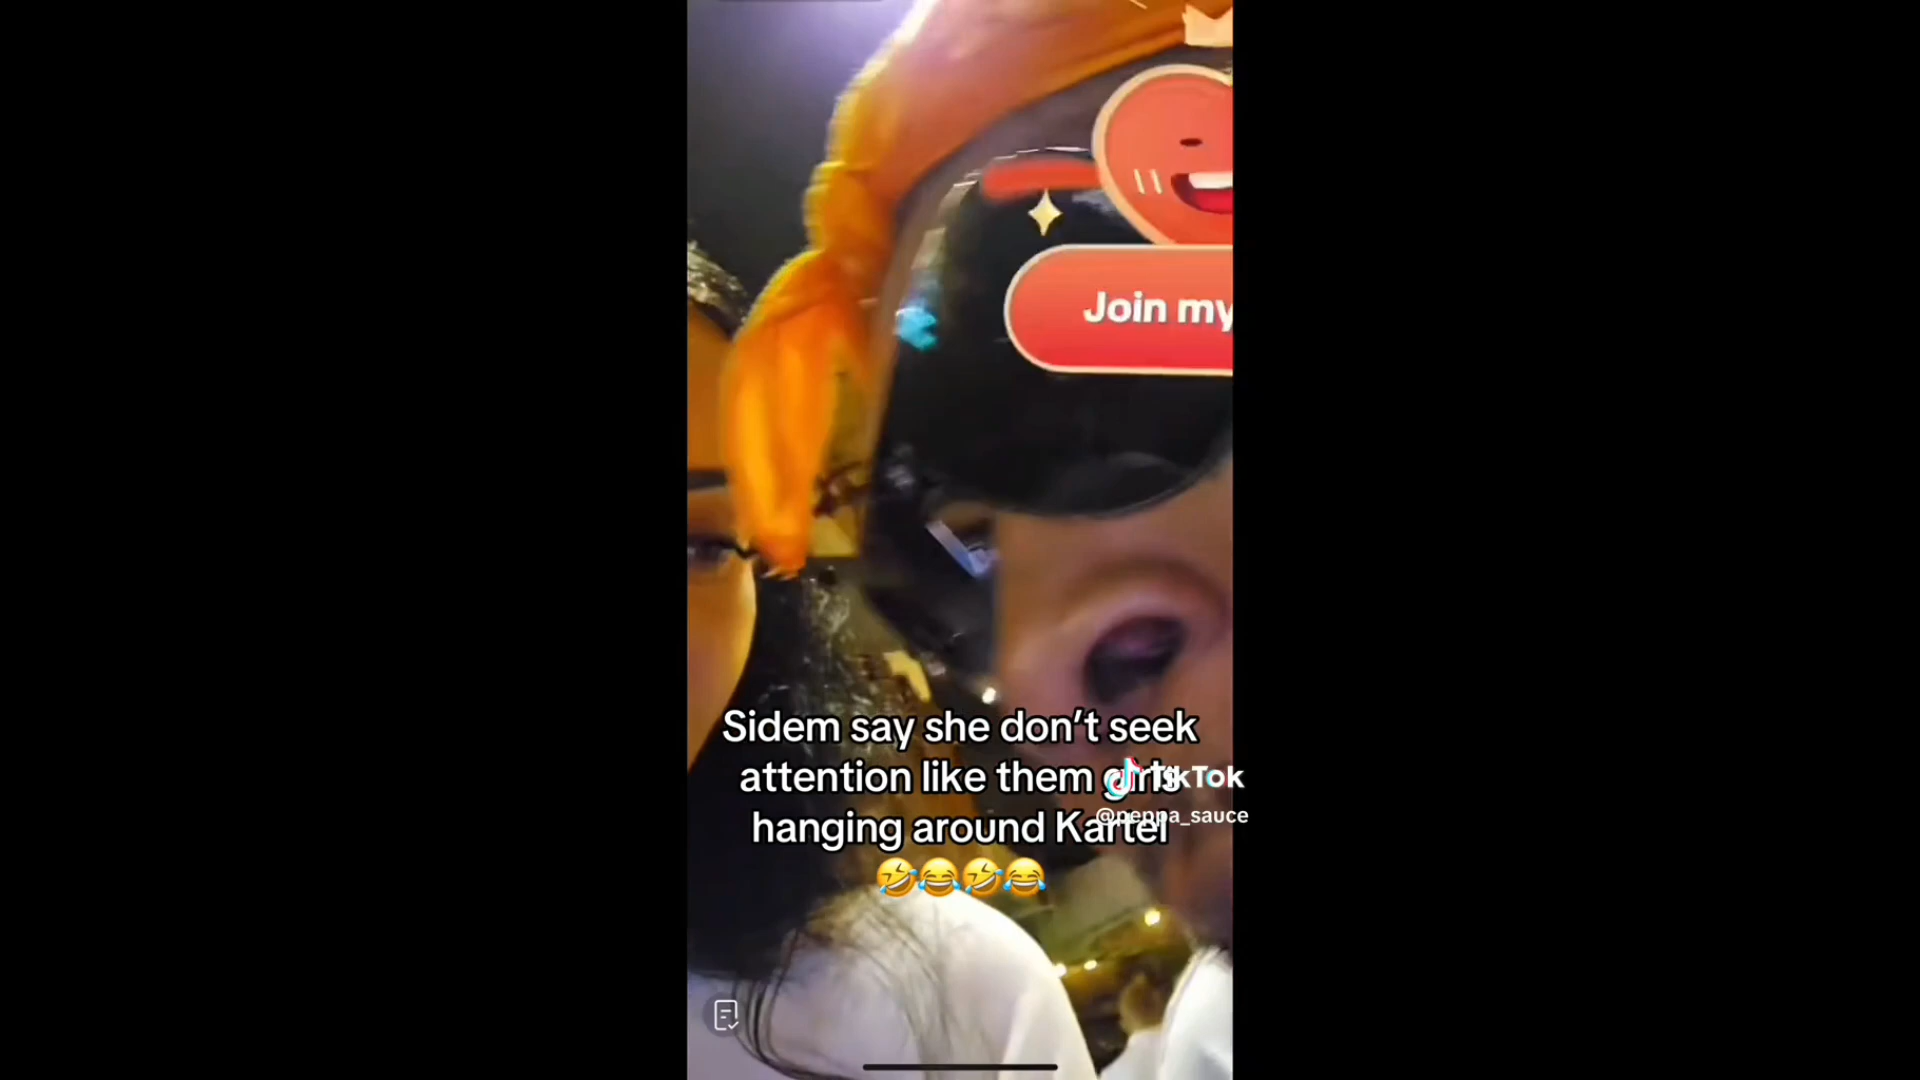 Join my
Sidem say she don’t seek
attention like them girls
hanging around Kartel
🤣😂🤣😂
TikTok
@peppa_sauce